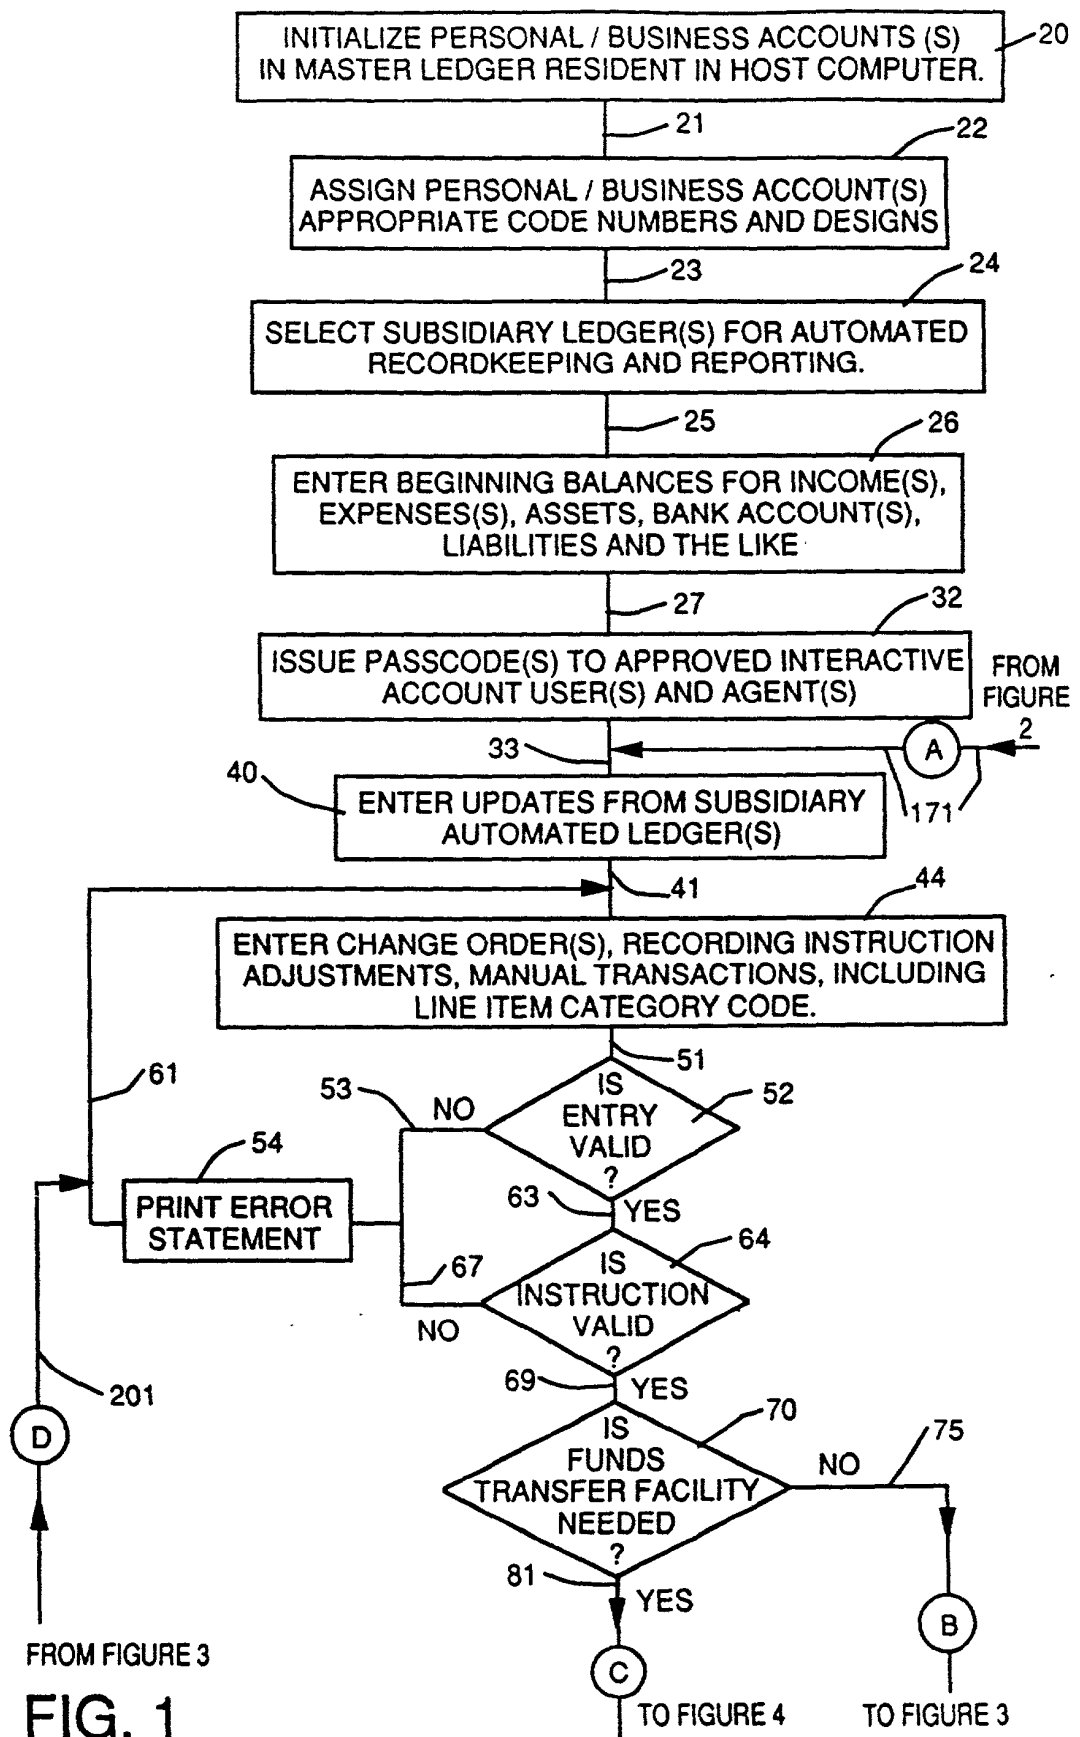 INITIALIZE PERSONAL / BUSINESS ACCOUNTS (S)
IN MASTER LEDGER RESIDENT IN HOST COMPUTER.
20
21
22
ASSIGN PERSONAL / BUSINESS ACCOUNT(S)
APPROPRIATE CODE NUMBERS AND DESIGNS
23
24
SELECT SUBSIDIARY LEDGER(S) FOR AUTOMATED
RECORDKEEPING AND REPORTING.
25
26
ENTER BEGINNING BALANCES FOR INCOME(S),
EXPENSES(S), ASSETS, BANK ACCOUNT(S),
LIABILITIES AND THE LIKE
27
32
ISSUE PASSCODE(S) TO APPROVED INTERACTIVE
ACCOUNT USER(S) AND AGENT(S)
FROM
FIGURE
2
33
A
171
40
ENTER UPDATES FROM SUBSIDIARY
AUTOMATED LEDGER(S)
41
44
ENTER CHANGE ORDER(S), RECORDING INSTRUCTION
ADJUSTMENTS, MANUAL TRANSACTIONS, INCLUDING
LINE ITEM CATEGORY CODE.
51
61
53
NO
IS
ENTRY
VALID
?
52
54
PRINT ERROR
STATEMENT
63
YES
64
67
IS
INSTRUCTION
VALID
?
NO
69
YES
201
D
70
IS
FUNDS
TRANSFER FACILITY
NEEDED
?
NO
75
81
YES
B
C
FROM FIGURE 3
TO FIGURE 4
TO FIGURE 3
FIG. 1